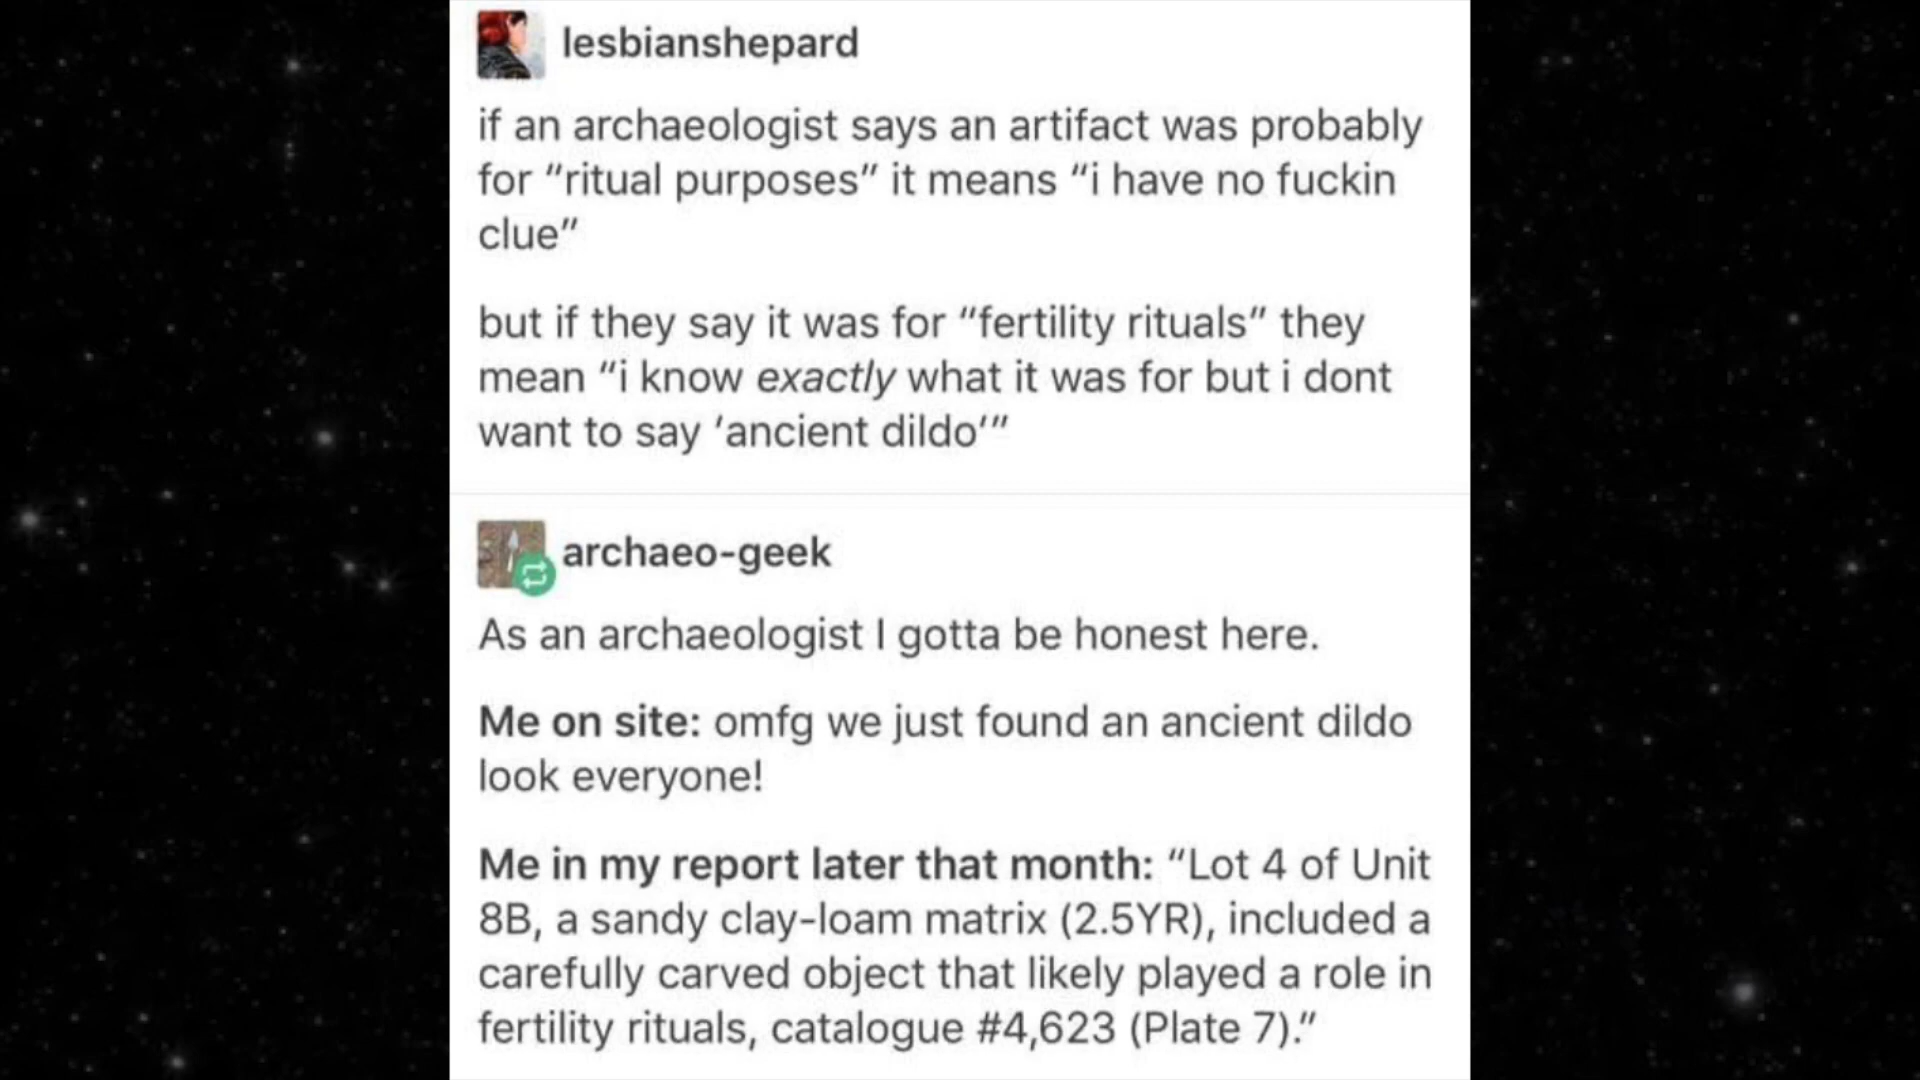 lesbianshepard
if an archaeologist says an artifact was probably
for "ritual purposes" it means "i have no fuckin
clue"
but if they say it was for "fertility rituals" they
mean "i know exactly what it was for but i dont
want to say 'ancient dildo'"
archaeo-geek
As an archaeologist I gotta be honest here.
Me on site: omfg we just found an ancient dildo
look everyone!
Me in my report later that month: "Lot 4 of Unit
8B, a sandy clay-loam matrix (2.5YR), included a
carefully carved object that likely played a role in
fertility rituals, catalogue #4,623 (Plate 7)."